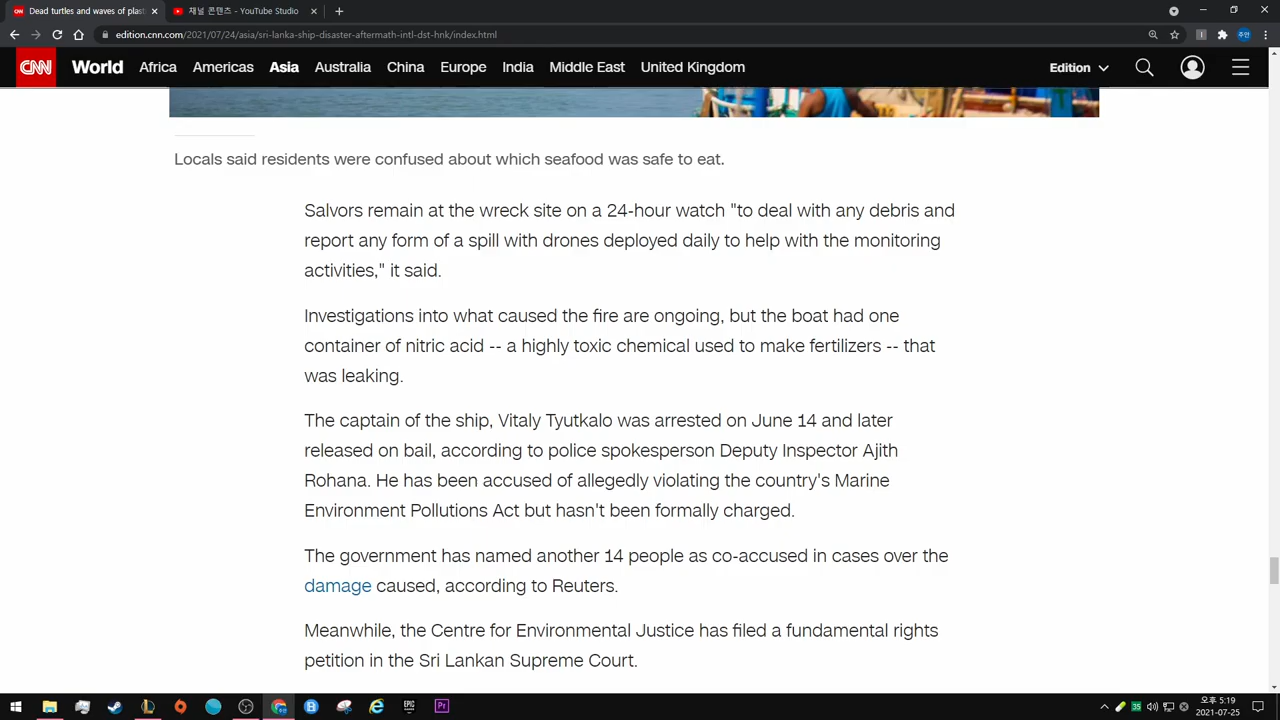 Dead turtles and waves of plas
채널 콘텐츠 - YouTube Studio
edition.cnn.com/2021/07/24/asia/sri-lanka-ship-disaster-aftermath-intl-dst-hnk/index.html
주안
CNN World Africa Americas Asia Australia China Europe India Middle East United Kingdom Edition
Locals said residents were confused about which seafood was safe to eat.
Salvors remain at the wreck site on a 24-hour watch "to deal with any debris and
report any form of a spill with drones deployed daily to help with the monitoring
activities," it said.
Investigations into what caused the fire are ongoing, but the boat had one
container of nitric acid -- a highly toxic chemical used to make fertilizers -- that
was leaking.
The captain of the ship, Vitaly Tyutkalo was arrested on June 14 and later
released on bail, according to police spokesperson Deputy Inspector Ajith
Rohana. He has been accused of allegedly violating the country's Marine
Environment Pollutions Act but hasn't been formally charged.
The government has named another 14 people as co-accused in cases over the
damage caused, according to Reuters.
Meanwhile, the Centre for Environmental Justice has filed a fundamental rights
petition in the Sri Lankan Supreme Court.
EPIC
Pr
35
오후 5:19
2021-07-25